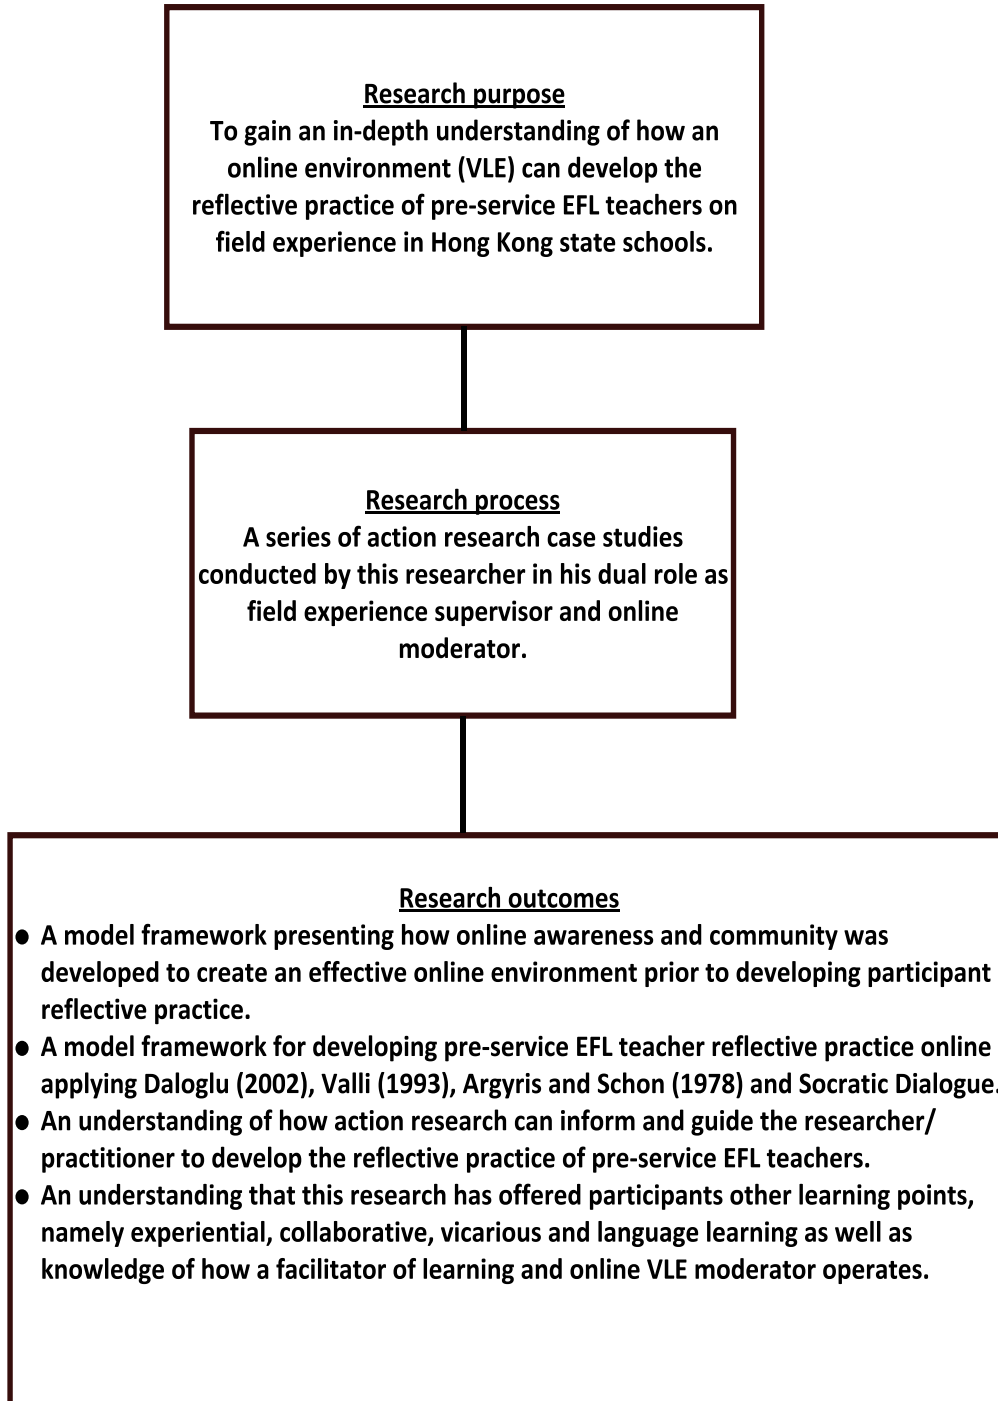 Research purpose
To gain an in-depth understanding of how an
online environment (VLE) can develop the
reflective practice of pre-service EFL teachers on
field experience in Hong Kong state schools.
Research process
A series of action research case studies
conducted by this researcher in his dual role as
field experience supervisor and online
moderator.
Research outcomes
● A model framework presenting how online awareness and community was
developed to create an effective online environment prior to developing participant
reflective practice.
● A model framework for developing pre-service EFL teacher reflective practice online
applying Daloglu (2002), Valli (1993), Argyris and Schon (1978) and Socratic Dialogue.
● An understanding of how action research can inform and guide the researcher/
practitioner to develop the reflective practice of pre-service EFL teachers.
● An understanding that this research has offered participants other learning points,
namely experiential, collaborative, vicarious and language learning as well as
knowledge of how a facilitator of learning and online VLE moderator operates.